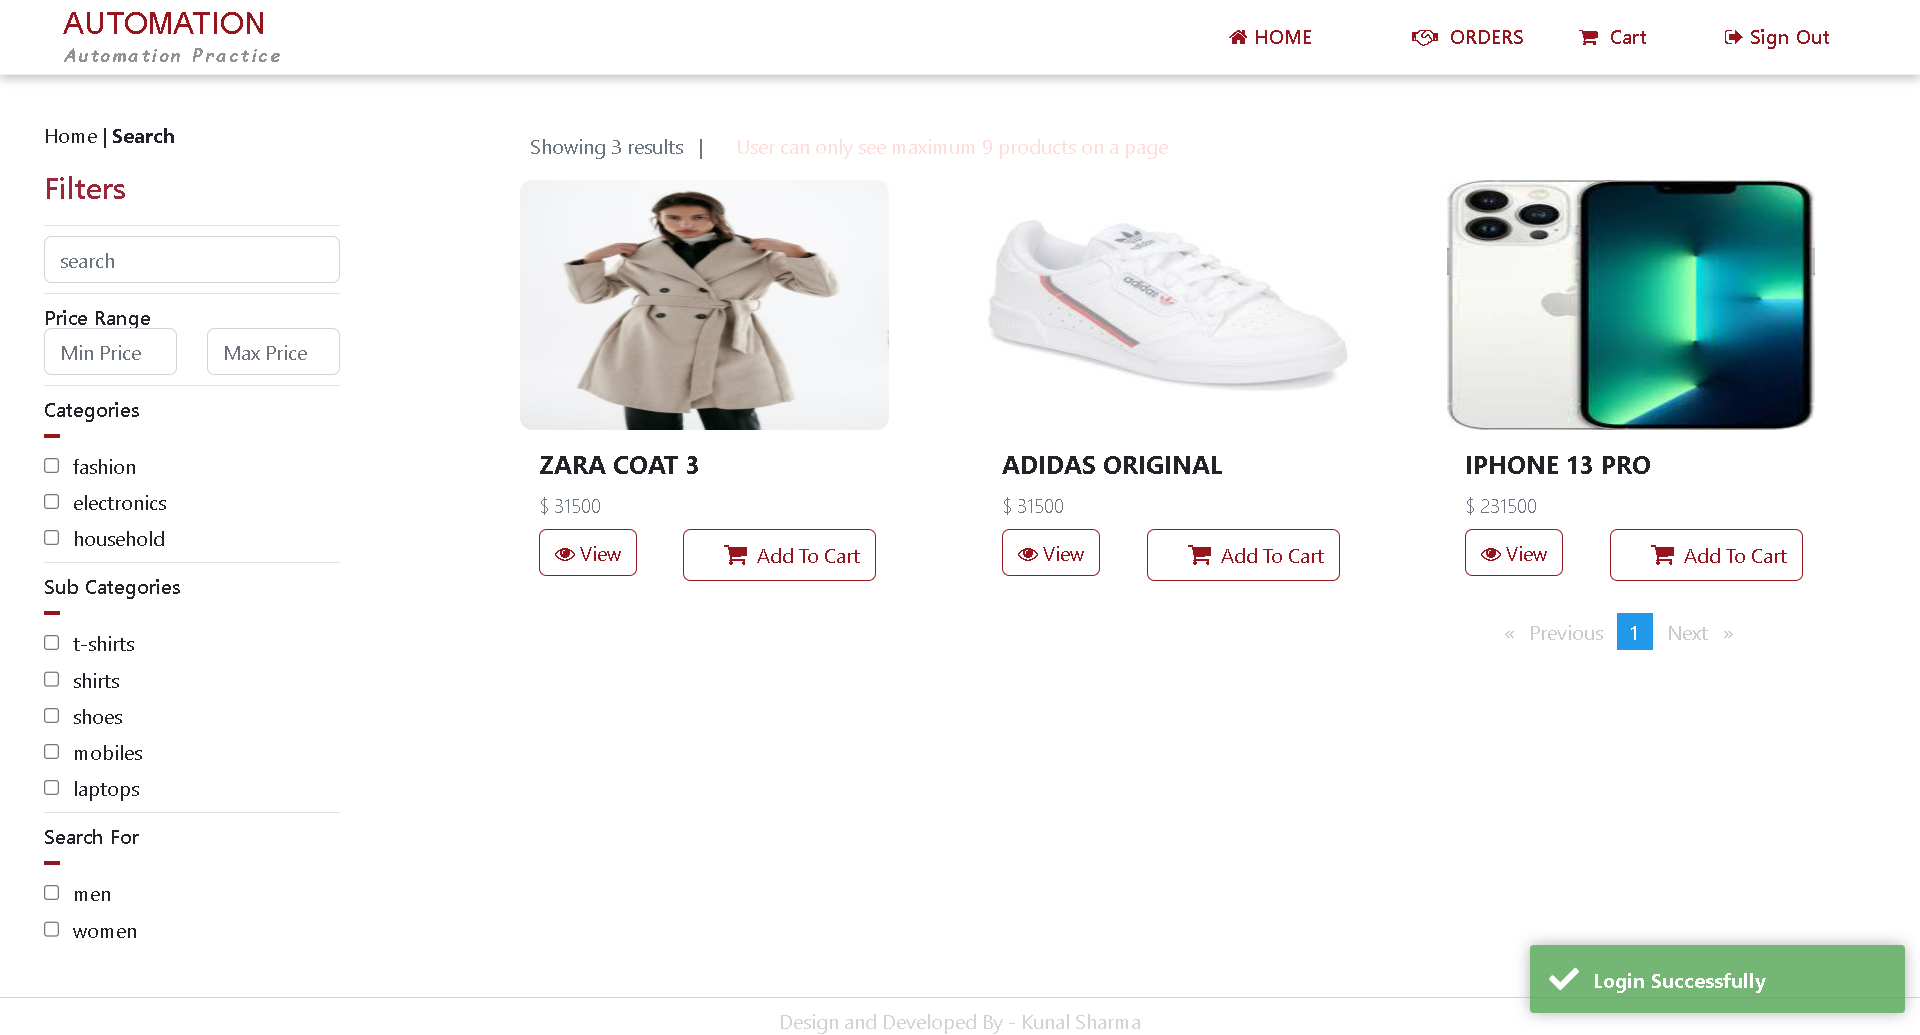 AUTOMATION
Automation Practice
HOME
ORDERS
Cart
Sign Out
Home | Search
Filters
search
Price Range
Min Price
Max Price
Categories
fashion
electronics
household
Sub Categories
t-shirts
shirts
shoes
mobiles
laptops
Search For
men
women
Showing 3 results |
User can only see maximum 9 products on a page
adidas
ZARA COAT 3
$ 31500
View
Add To Cart
ADIDAS ORIGINAL
$ 31500
View
Add To Cart
IPHONE 13 PRO
$ 231500
View
Add To Cart
« Previous 1 Next »
Login Successfully
Design and Developed By - Kunal Sharma